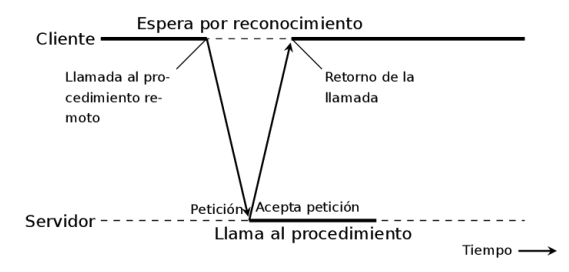 Espera por reconocimiento
Cliente
Llamada al pro-
cedimiento re-
moto
Retorno de la
llamada
Petición
Acepta petición
Servidor
Llama al procedimiento
Tiempo